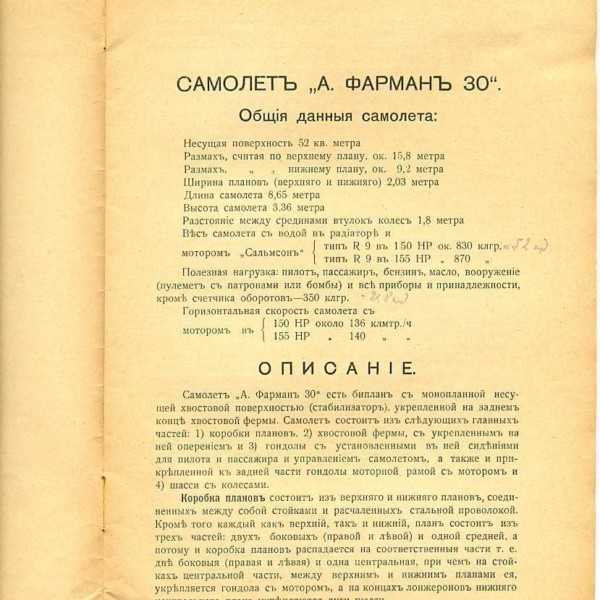 САМОЛЕТЪ „А. ФАРМАНЪ 30“.
Общія данныя самолета:
Несущая поверхность 52 кв. метра
Размахъ, считая по верхнему плану, ок. 15,8 метра
Размахъ, „ „ нижнему плану, ок. 9,2 метра
Ширина плановъ (верхняго и нижняго) 2,03 метра
Длина самолета 8,65 метра
Высота самолета 3,36 метра
Разстояніе между срединами втулокъ колесъ 1,8 метра
Вѣсъ самолета съ водой въ радіаторѣ и
моторомъ „Сальмсонъ“ { типъ R 9 въ 150 HP ок. 830 клгр.
типъ R 9 въ 155 HP „ 870 „
Полезная нагрузка: пилотъ, пассажиръ, бензинъ, масло, вооруженіе
(пулеметъ съ патронами или бомбы) и всѣ приборы и принадлежности,
кромѣ счетчика оборотовъ—350 клгр.
Горизонтальная скорость самолета съ
моторомъ въ { 150 HP около 136 клмтр./ч
155 HP „ 140 „ „
ОПИСАНІЕ.
Самолетъ „А. Фарманъ 30“ есть бипланъ съ монопланной несу-
щей хвостовой поверхностью (стабилизаторъ), укрепленной на заднемъ
концѣ хвостовой фермы. Самолетъ состоитъ изъ слѣдующихъ главныхъ
частей: 1) коробки плановъ. 2) хвостовой фермы, съ укрепленнымъ на
ней опереніемъ и 3) гондолы съ установленными въ ней сидѣніями
для пилота и пассажира и управленіемъ самолетомъ, а также и при-
крѣпленной къ задней части гондолы моторной рамой съ моторомъ и
4) шасси съ колесами.
Коробка плановъ состоитъ изъ верхняго и нижняго плановъ, соеди-
ненныхъ между собой стойками и расчаленныхъ стальной проволокой.
Кромѣ того каждый какъ верхній, такъ и нижній, планъ состоитъ изъ
трехъ частей: двухъ боковыхъ (правой и лѣвой) и одной средней, а
потому и коробка плановъ распадается на соответственныя части т. е.
двѣ боковыя (правая и лѣвая) и одна центральная, при чемъ на стой-
кахъ центральной части, между верхнимъ и нижнимъ планами ея,
укрѣпляется гондола съ моторомъ, а на концахъ лонжероновъ нижняго